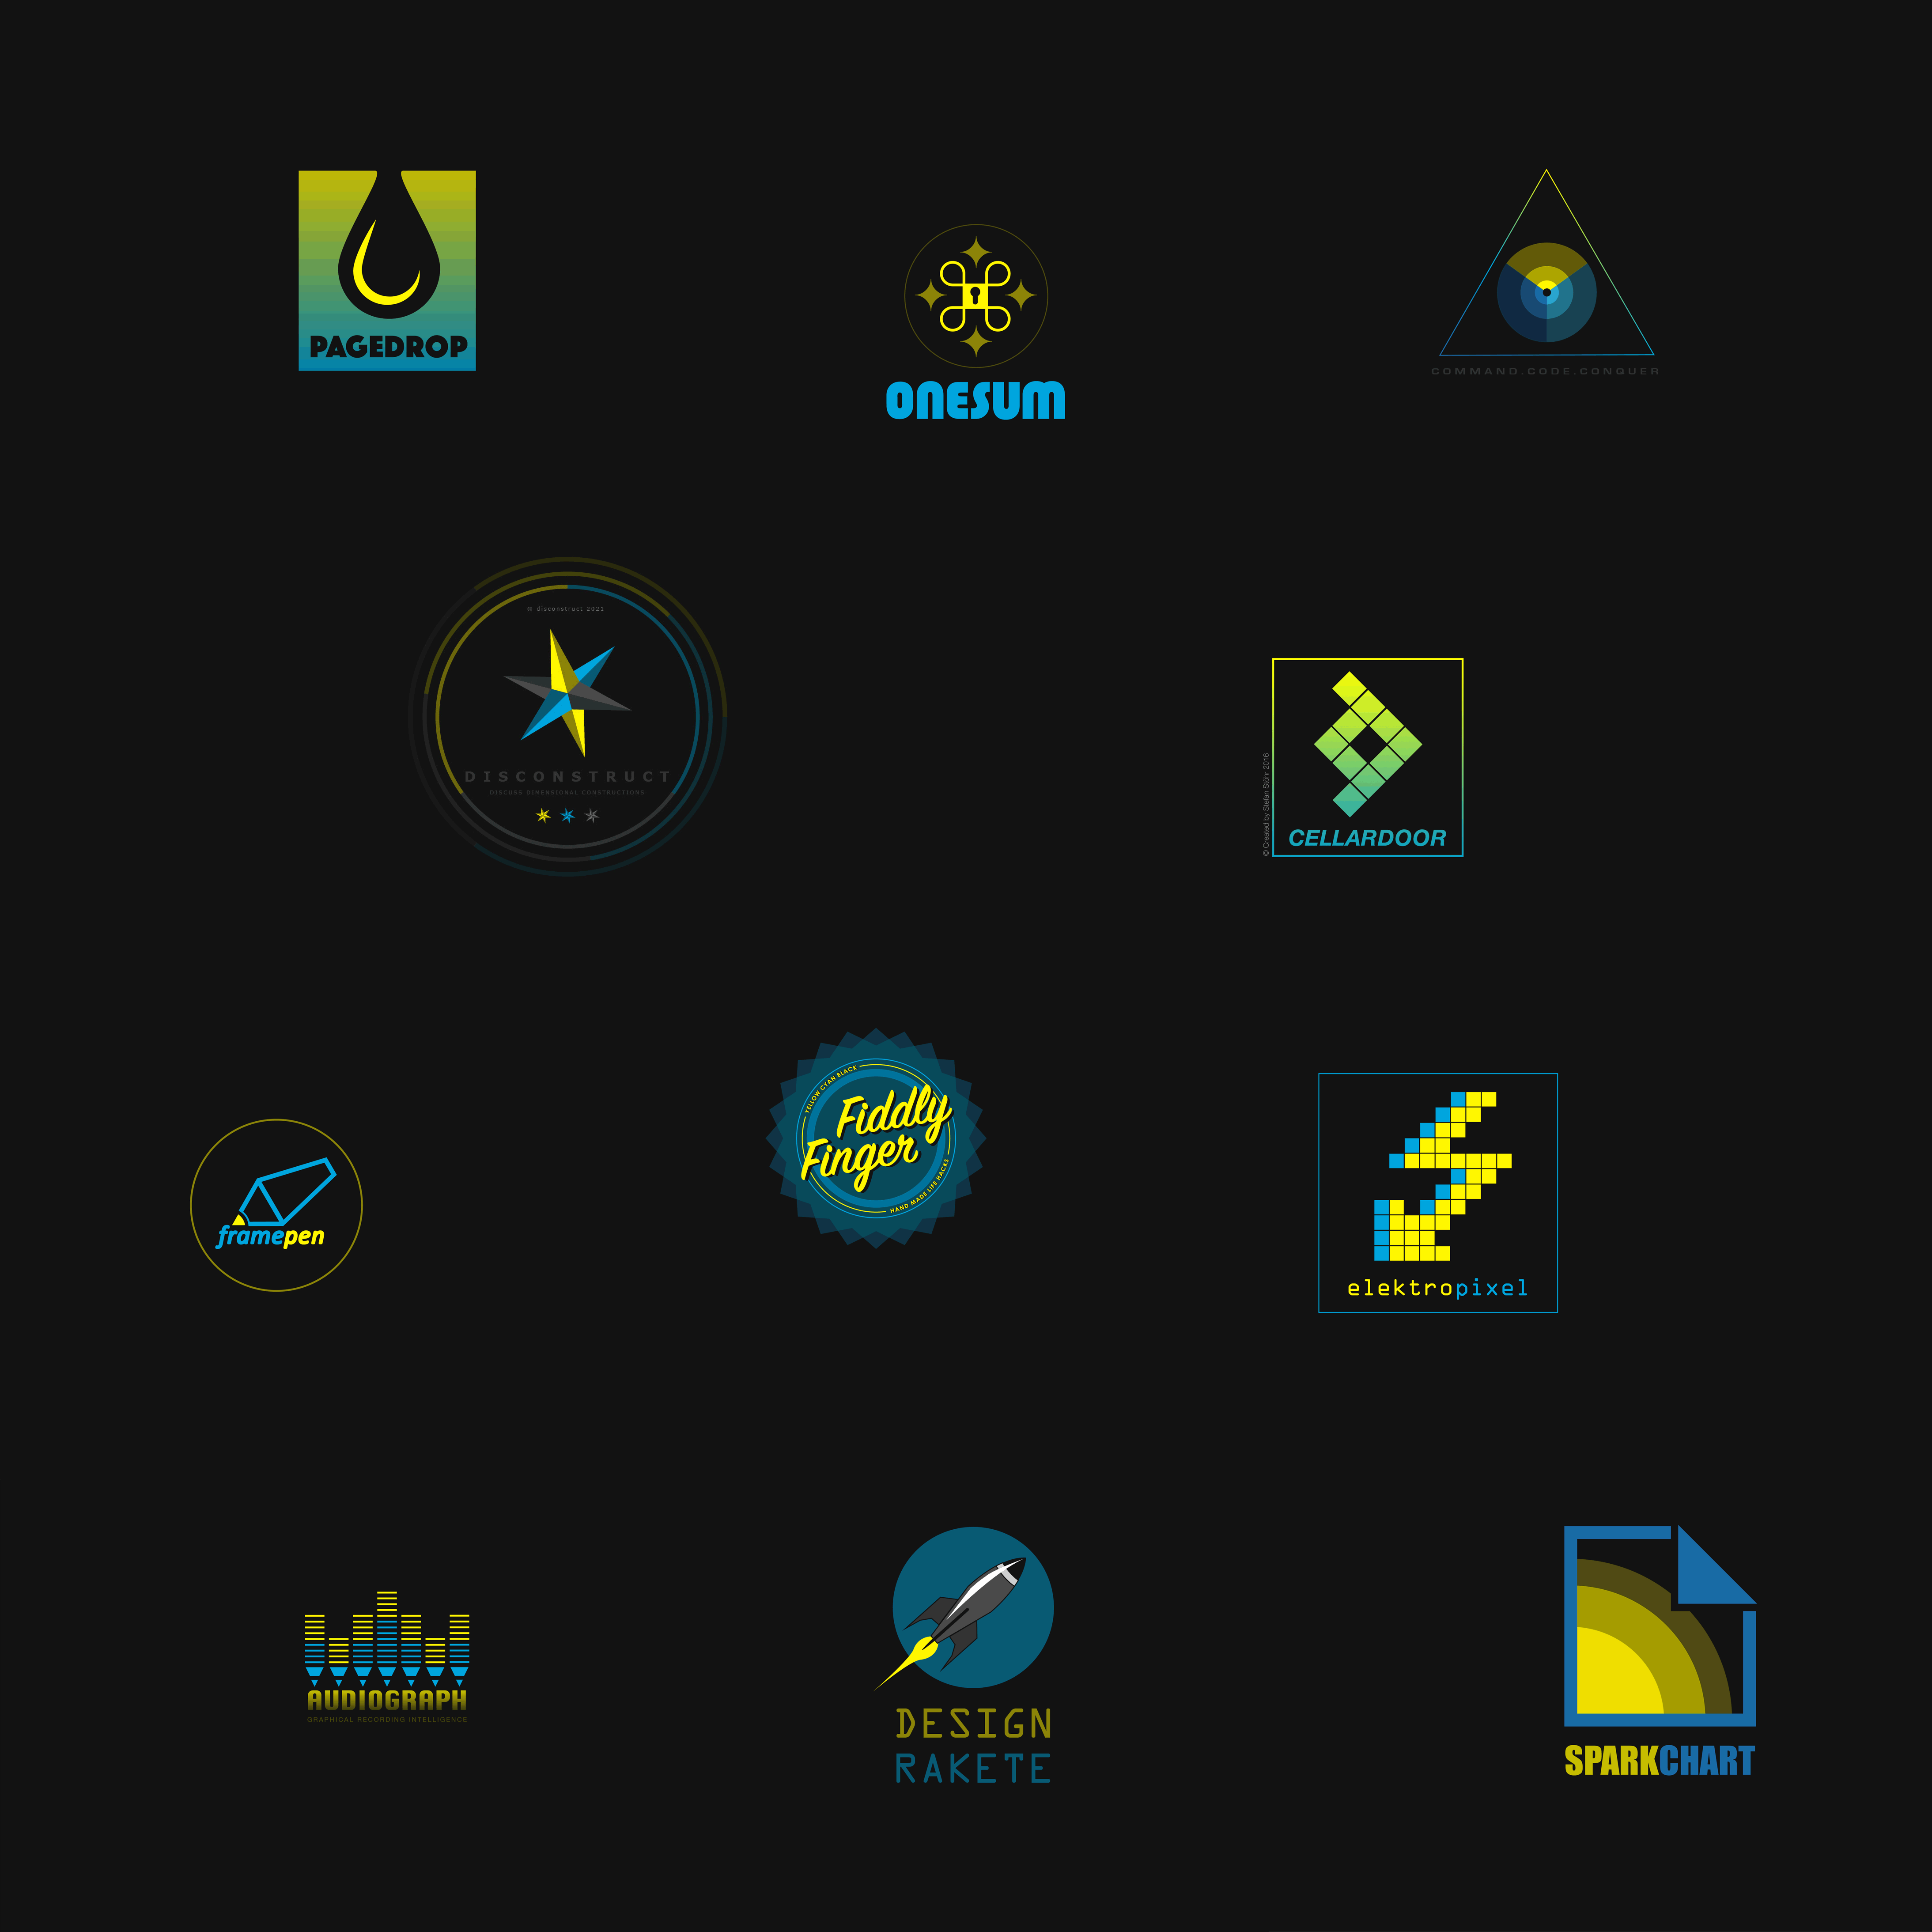 PAGEDROP
ONESUM
COMMAND.CODE.CONQUER
© disconstruct 2021
DISCONSTRUCT
DISCUSS DIMENSIONAL CONSTRUCTIONS
© Created by Stefan Stöhr 2016
CELLARDOOR
framepen
YELLOW CYAN BLACK
Fiddly
Finger
HAND MADE LIFE HACKS
elektropixel
AUDIOGRAPH
GRAPHICAL RECORDING INTELLIGENCE
DESIGN
RAKETE
SPARKCHART